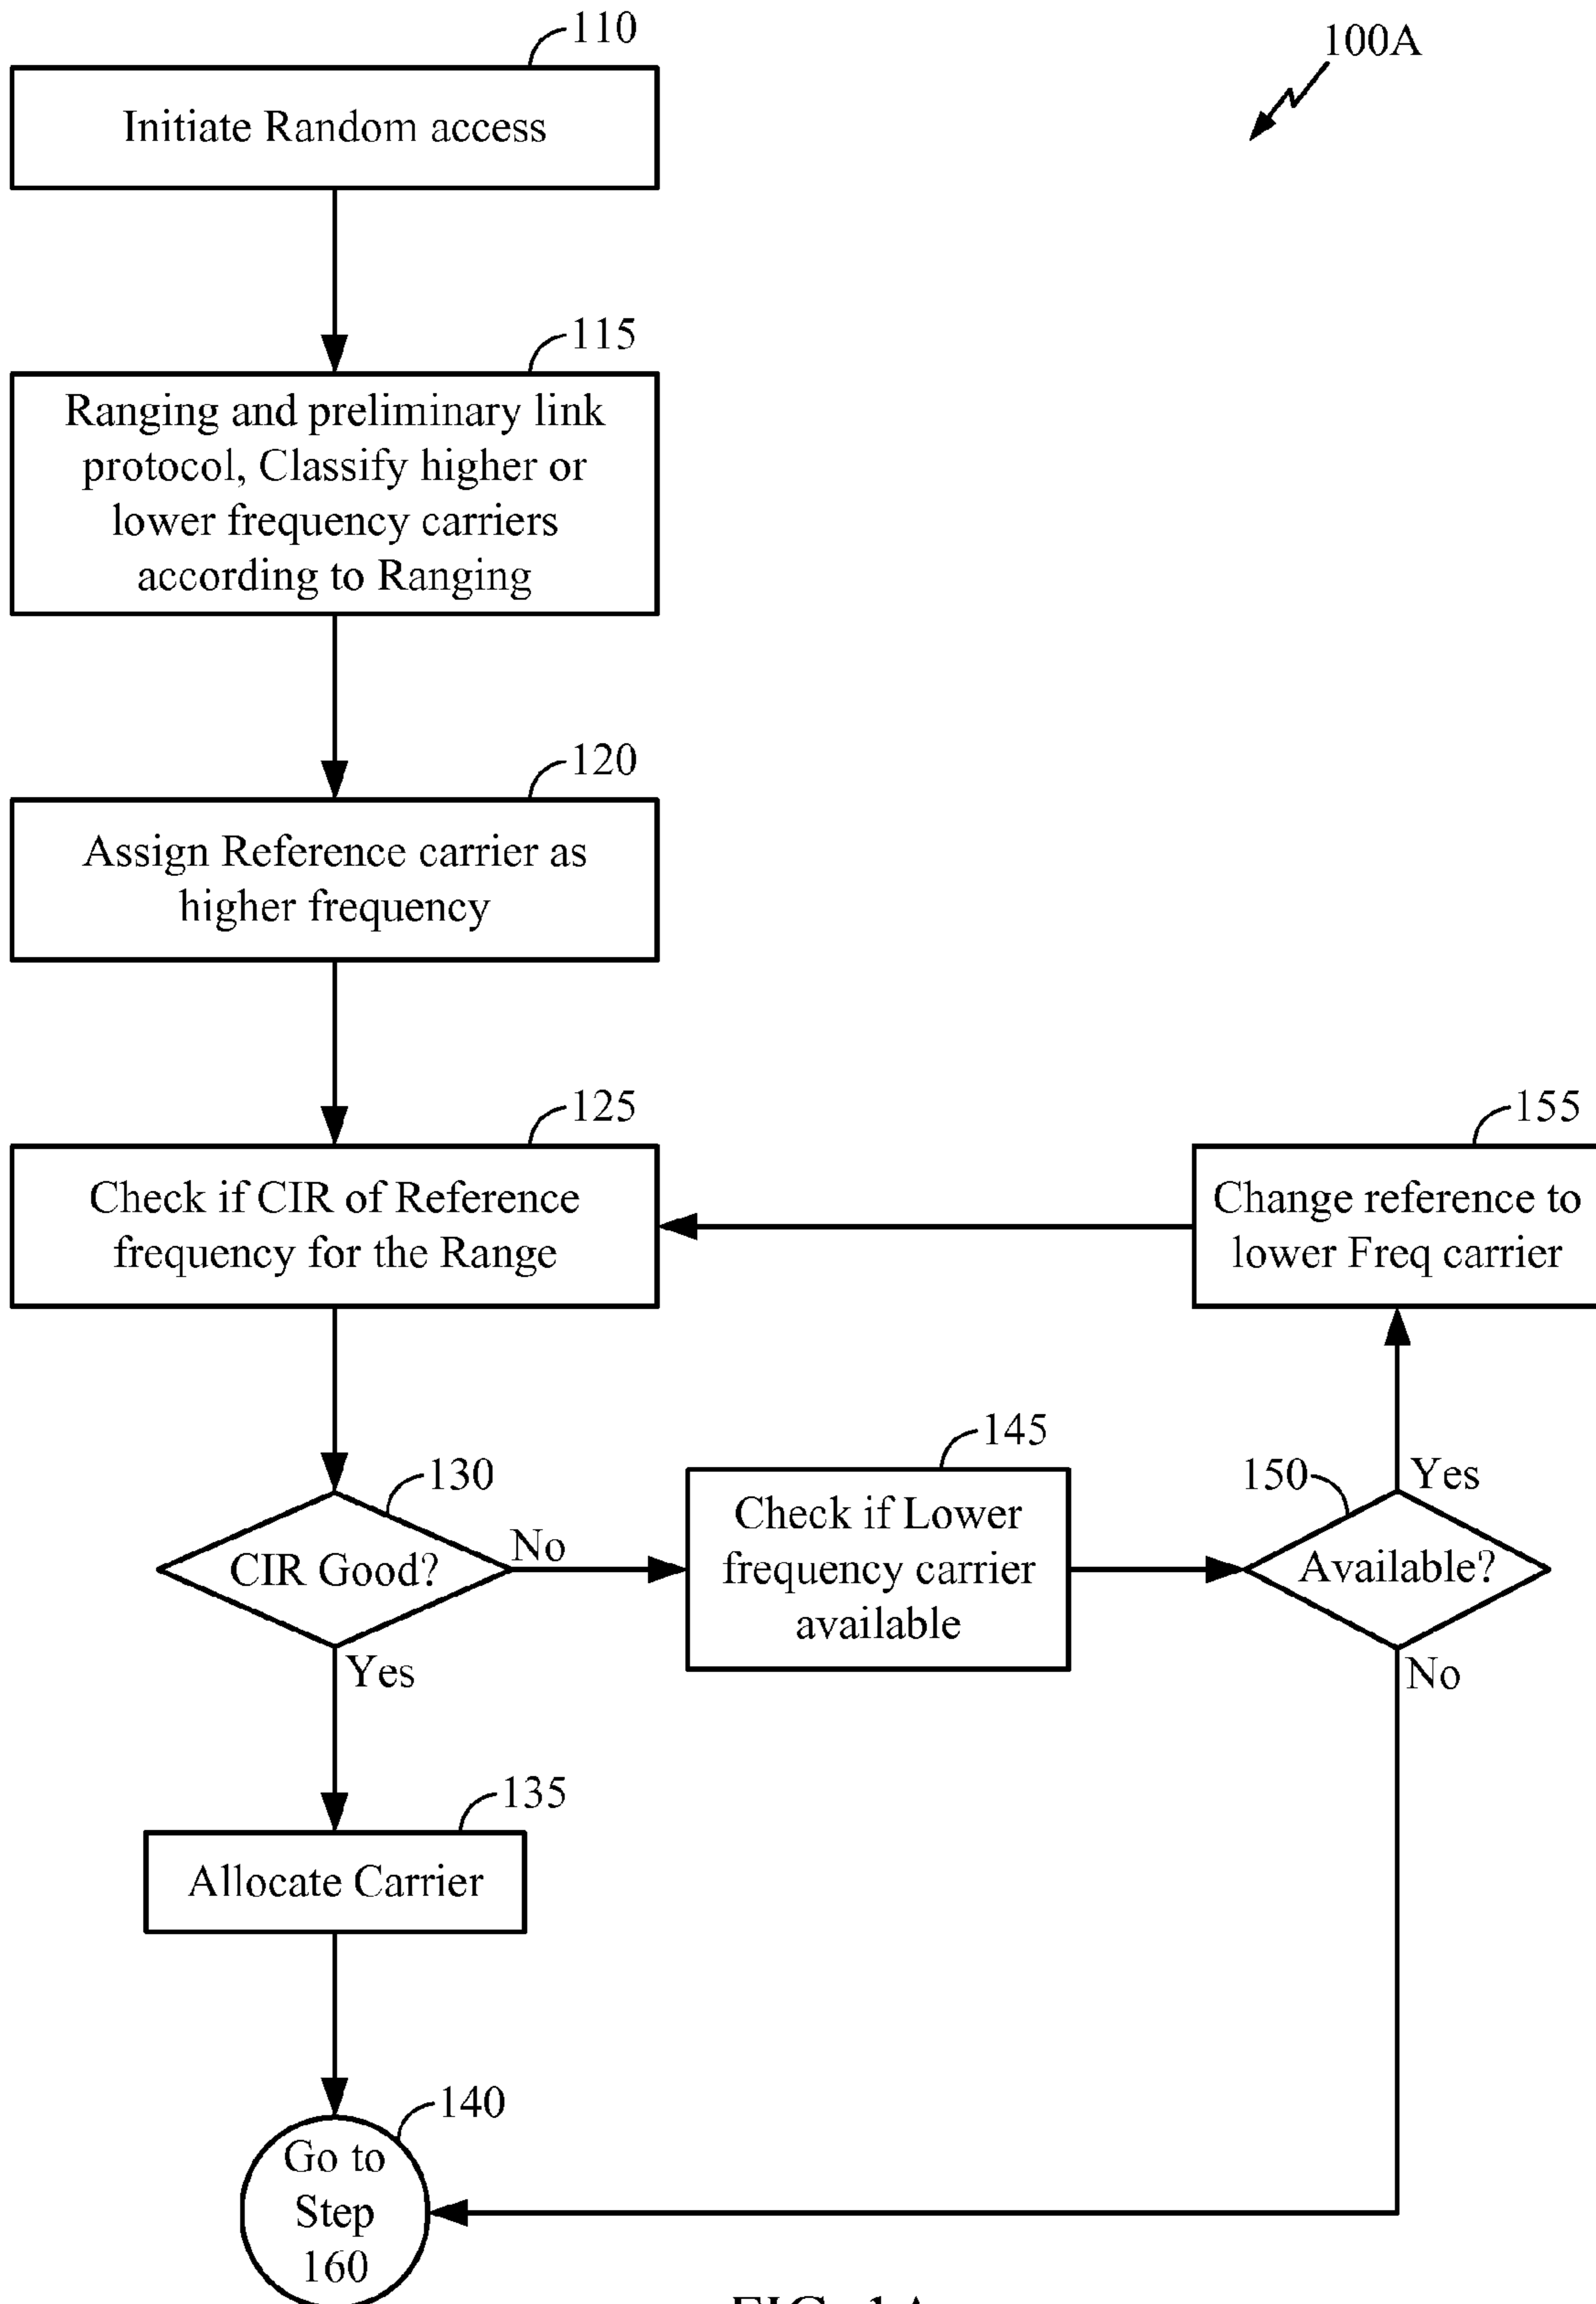 110
100A
Initiate Random access
115
Ranging and preliminary link
protocol, Classify higher or
lower frequency carriers
according to Ranging
120
Assign Reference carrier as
higher frequency
125
Check if CIR of Reference
frequency for the Range
155
Change reference to
lower Freq carrier
130
CIR Good?
No
Yes
145
Check if Lower
frequency carrier
available
150
Available?
Yes
No
135
Allocate Carrier
140
Go to
Step
160